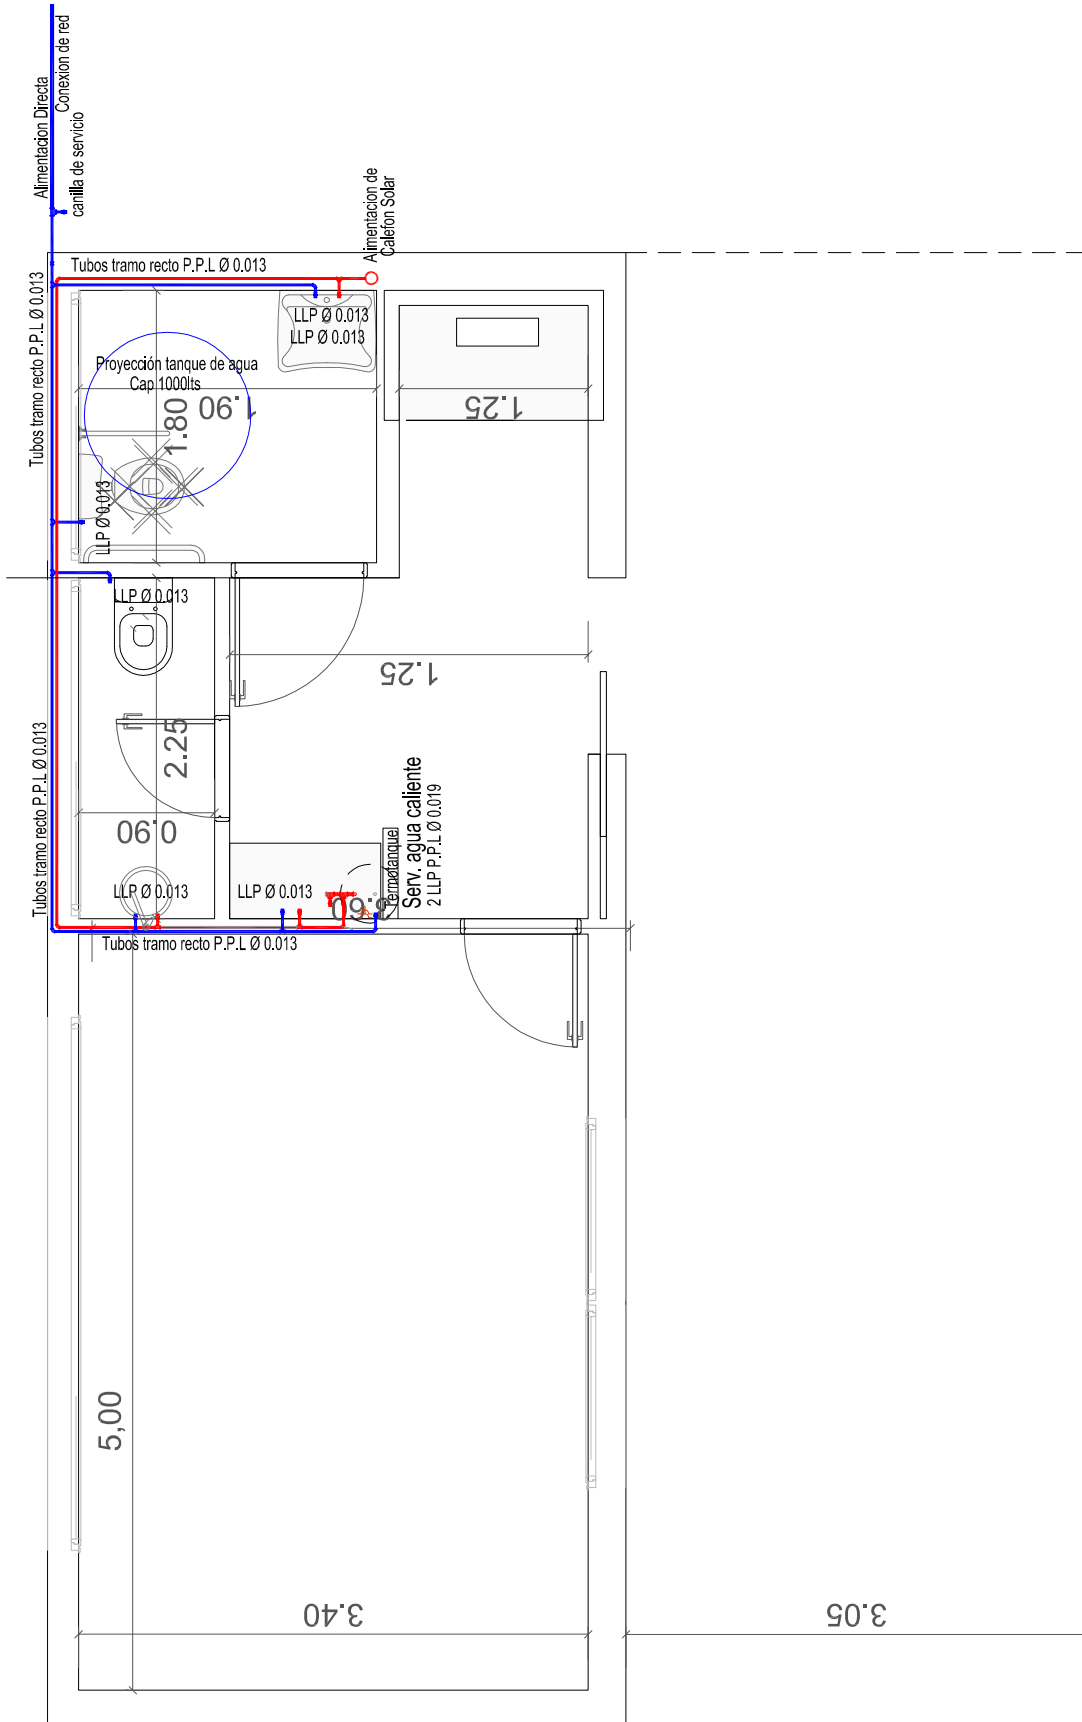 Alimentacion Directa
Conexion de red
canilla de servicio
Alimentacion de
Calefon Solar
Tubos tramo recto P.P.L Ø 0.013
Tubos tramo recto P.P.L Ø 0.013
LLP Ø 0.013
LLP Ø 0.013
Proyección tanque de agua
Cap 1000lts
1.90
1.80
1.25
LLP Ø 0.013
LLP Ø 0.013
1.25
2.25
Tubos tramo recto P.P.L Ø 0.013
0.90
Termotanque
Serv. agua caliente
2 LLP P.P.L Ø 0.019
LLP Ø 0.013
LLP Ø 0.013
3.60
Tubos tramo recto P.P.L Ø 0.013
5,00
3.40
3.05